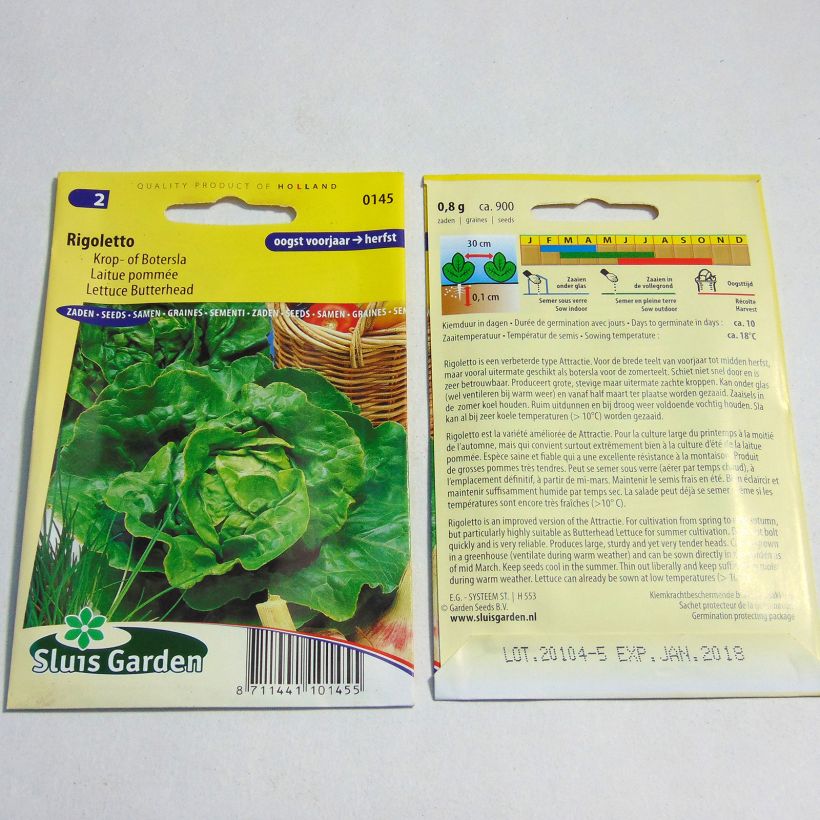 QUALITY PRODUCT OF HOLLAND
2
0145
Rigoletto
oogst voorjaar → herfst
Krop- of Botersla
Laitue pommée
Lettuce Butterhead
ZADEN • SEEDS • SAMEN • GRAINES • SEMENTI • ZADEN • SEEDS • SAMEN • GRAINES • SEM
Sluis Garden
8 711441 101455
0,8 g ca. 900
zaden | graines | seeds
J F M A M J J A S O N D
30 cm
0,1 cm
Zaaien
onder glas
Semer sous verre
Sow indoor
Zaaien in
de vollegrond
Semer en pleine terre
Sow outdoor
Oogsttijd
Récolte
Harvest
Kiemduur in dagen • Durée de germination avec jours • Days to germinate in days : ca. 10
Zaaitemperatuur • Températur de semis • Sowing temperature : ca. 18°C
Rigoletto is een verbeterde type Attractie. Voor de brede teelt van voorjaar tot midden herfst,
maar vooral uitermate geschikt als botersla voor de zomerteelt. Schiet niet snel door en is
zeer betrouwbaar. Produceert grote, stevige maar uitermate zachte kroppen. Kan onder glas
(wel ventileren bij warm weer) en vanaf half maart ter plaatse worden gezaaid. Zaaisels in
de zomer koel houden. Ruim uitdunnen en bij droog weer voldoende vochtig houden. Sla
kan al bij zeer koele temperaturen (> 10°C) worden gezaaid.
Rigoletto est la variété améliorée de Attractie. Pour la culture large du printemps à la moitié
de l'automne, mais qui convient surtout extrêmement bien à la culture d'été de la laitue
pommée. Espèce saine et fiable qui a une excellente résistance à la montaison. Produit
de grosses pommes très tendres. Peut se semer sous verre (aérer par temps chaud), à
l'emplacement définitif, à partir de mi-mars. Maintenir le semis frais en été. Bien éclaircir et
maintenir suffisamment humide par temps sec. La salade peut déjà se semer même si les
températures sont encore très fraîches (>10° C).
Rigoletto is an improved version of the Attractie. For cultivation from spring to autumn,
but particularly highly suitable as Butterhead Lettuce for summer cultivation. bolt
quickly and is very reliable. Produces large, sturdy and yet very tender heads. grown
in a greenhouse (ventilate during warm weather) and can be sown directly in as
of mid March. Keep seeds cool in the summer. Thin out liberally and keep
during warm weather. Lettuce can already be sown at low temperatures (>
E.G. - SYSTEEM ST. | H 553
© Garden Seeds B.V.
www.sluisgarden.nl
Kiemkrachtbeschermende
Sachet protecteur de la
Germination protecting package
LOT.20104-5 EXP.JAN.2018